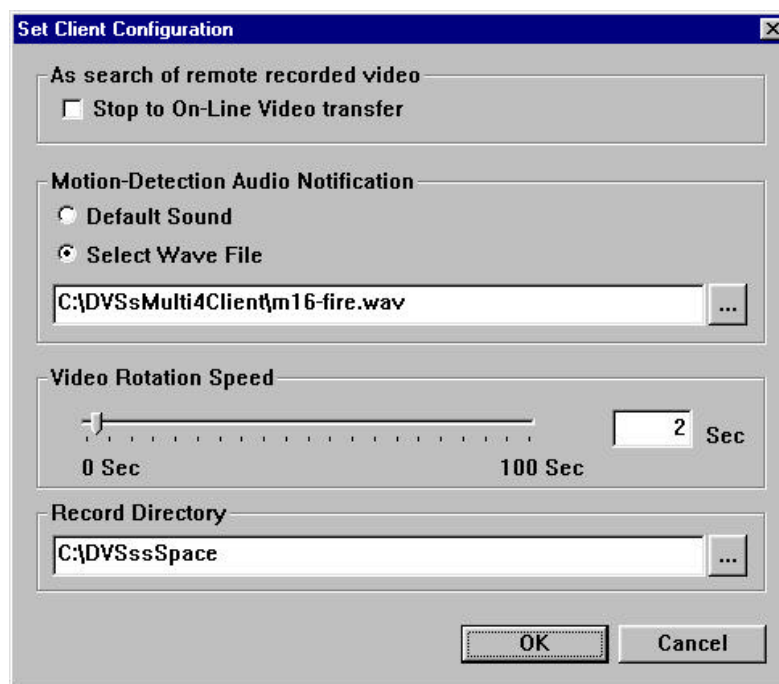 Set Client Configuration
As search of remote recorded video
Stop to On-Line Video transfer
Motion-Detection Audio Notification
Default Sound
Select Wave File
C:\DVSsMulti4Client\m16-fire.wav
...
Video Rotation Speed
2 Sec
0 Sec 100 Sec
Record Directory
C:\DVSssSpace
...
OK Cancel